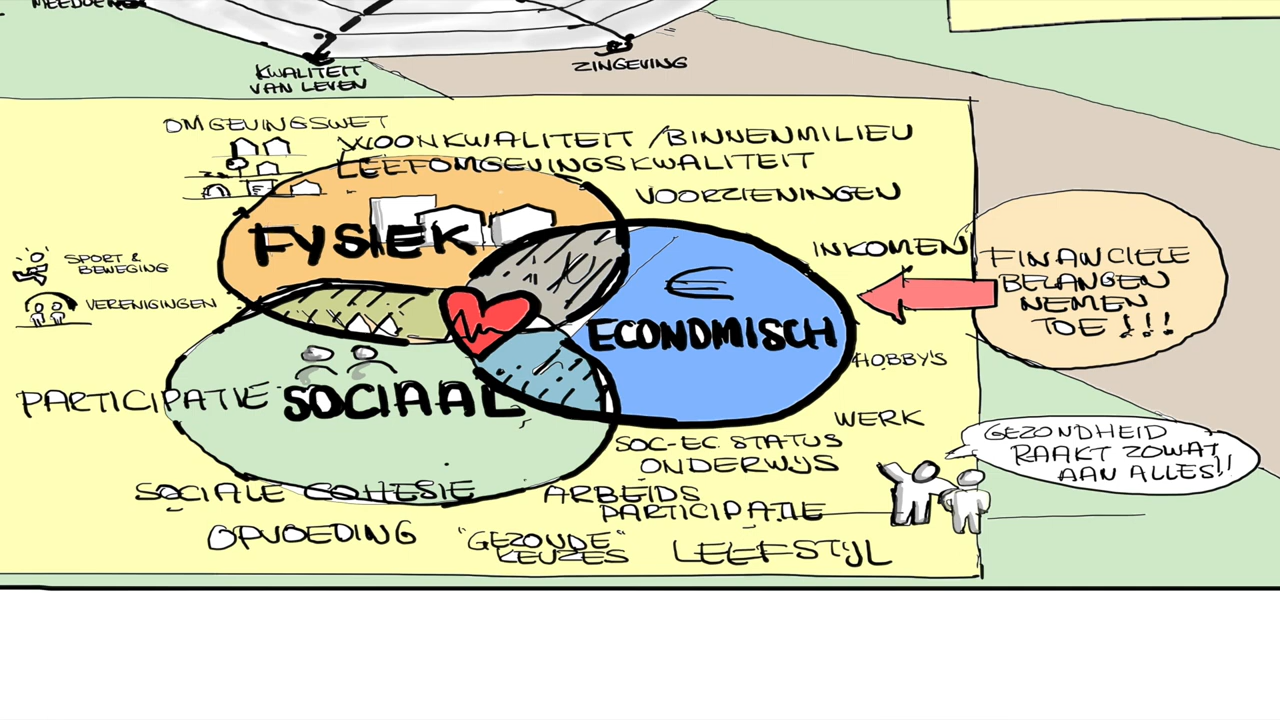 KWALITEIT
VAN LEVEN
ZINGEVING
OMGEVINGSWET
WOONKWALITEIT / BINNENMILIEU
LEEFOMGEVINGSKWALITEIT
VOORZIENINGEN
FYSIEK
SPORT &
BEWEGING
VERENIGINGEN
INKOMEN
FINANCIELE
BELANGEN
NEMEN
TOE !!!
€
ECONOMISCH
HOBBY'S
PARTICIPATIE
SOCIAAL
WERK
SOC-EC. STATUS
ONDERWIJS
GEZONDHEID
RAAKT ZOWAT
AAN ALLES!!
SOCIALE COHESIE
ARBEIDS
PARTICIPATIE
OPVOEDING
"GEZONDE"
KEUZES
LEEFSTIJL